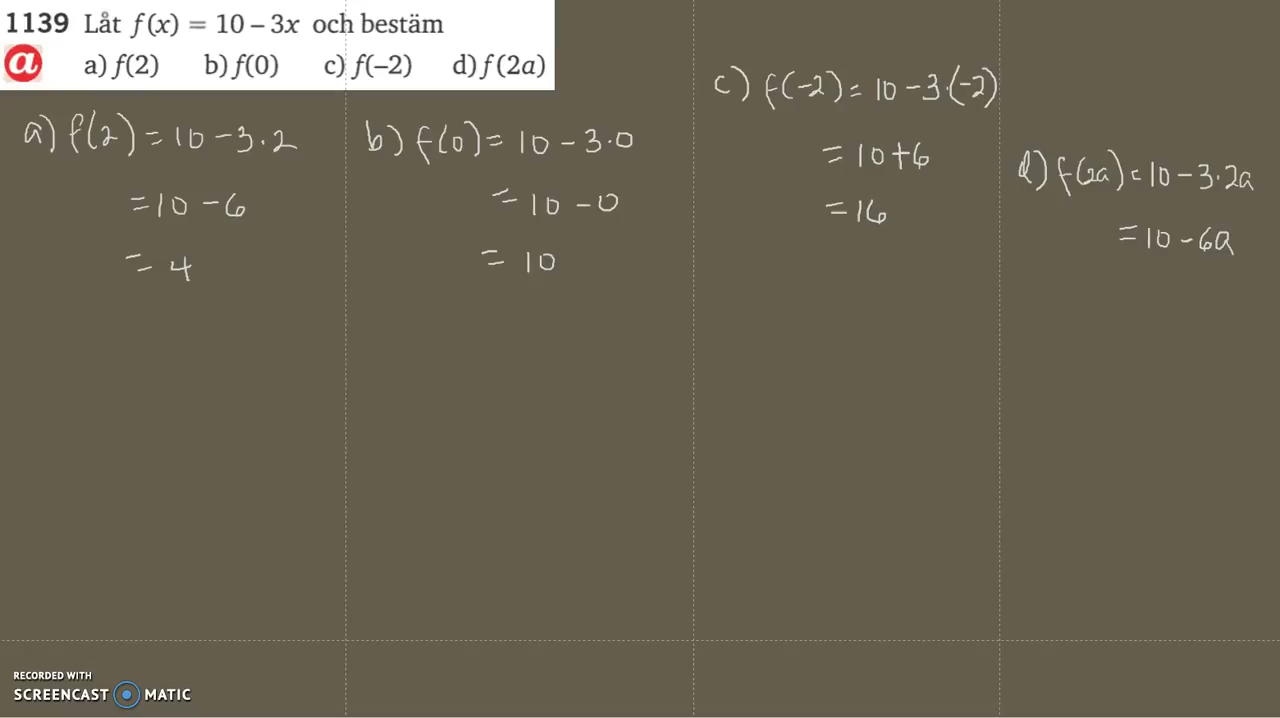 1139 Låt f(x) = 10 – 3x och bestäm
a a) f(2) b) f(0) c) f(–2) d) f(2a)
a) f(2) = 10 – 3·2
= 10 – 6
= 4
b) f(0) = 10 – 3·0
= 10 – 0
= 10
c) f(-2) = 10 – 3·(-2)
= 10 + 6
= 16
d) f(2a) = 10 – 3·2a
= 10 – 6a
RECORDED WITH
SCREENCAST MATIC